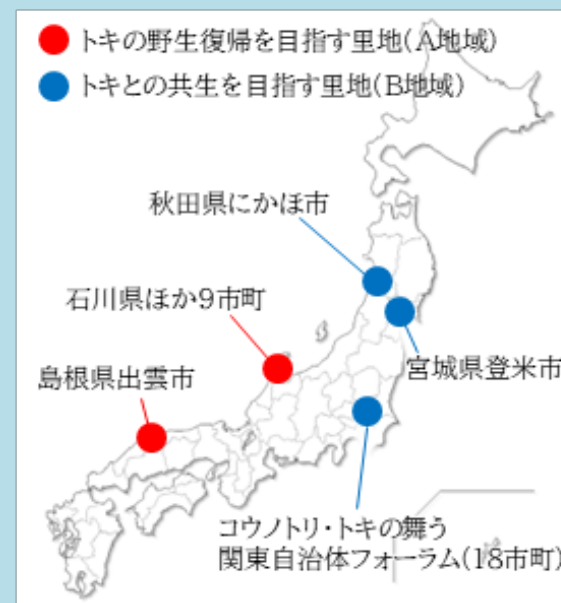 トキの野生復帰を目指す里地(A地域)
トキとの共生を目指す里地(B地域)
秋田県にかほ市
石川県ほか9市町
宮城県登米市
島根県出雲市
コウノトリ・トキの舞う
関東自治体フォーラム(18市町)